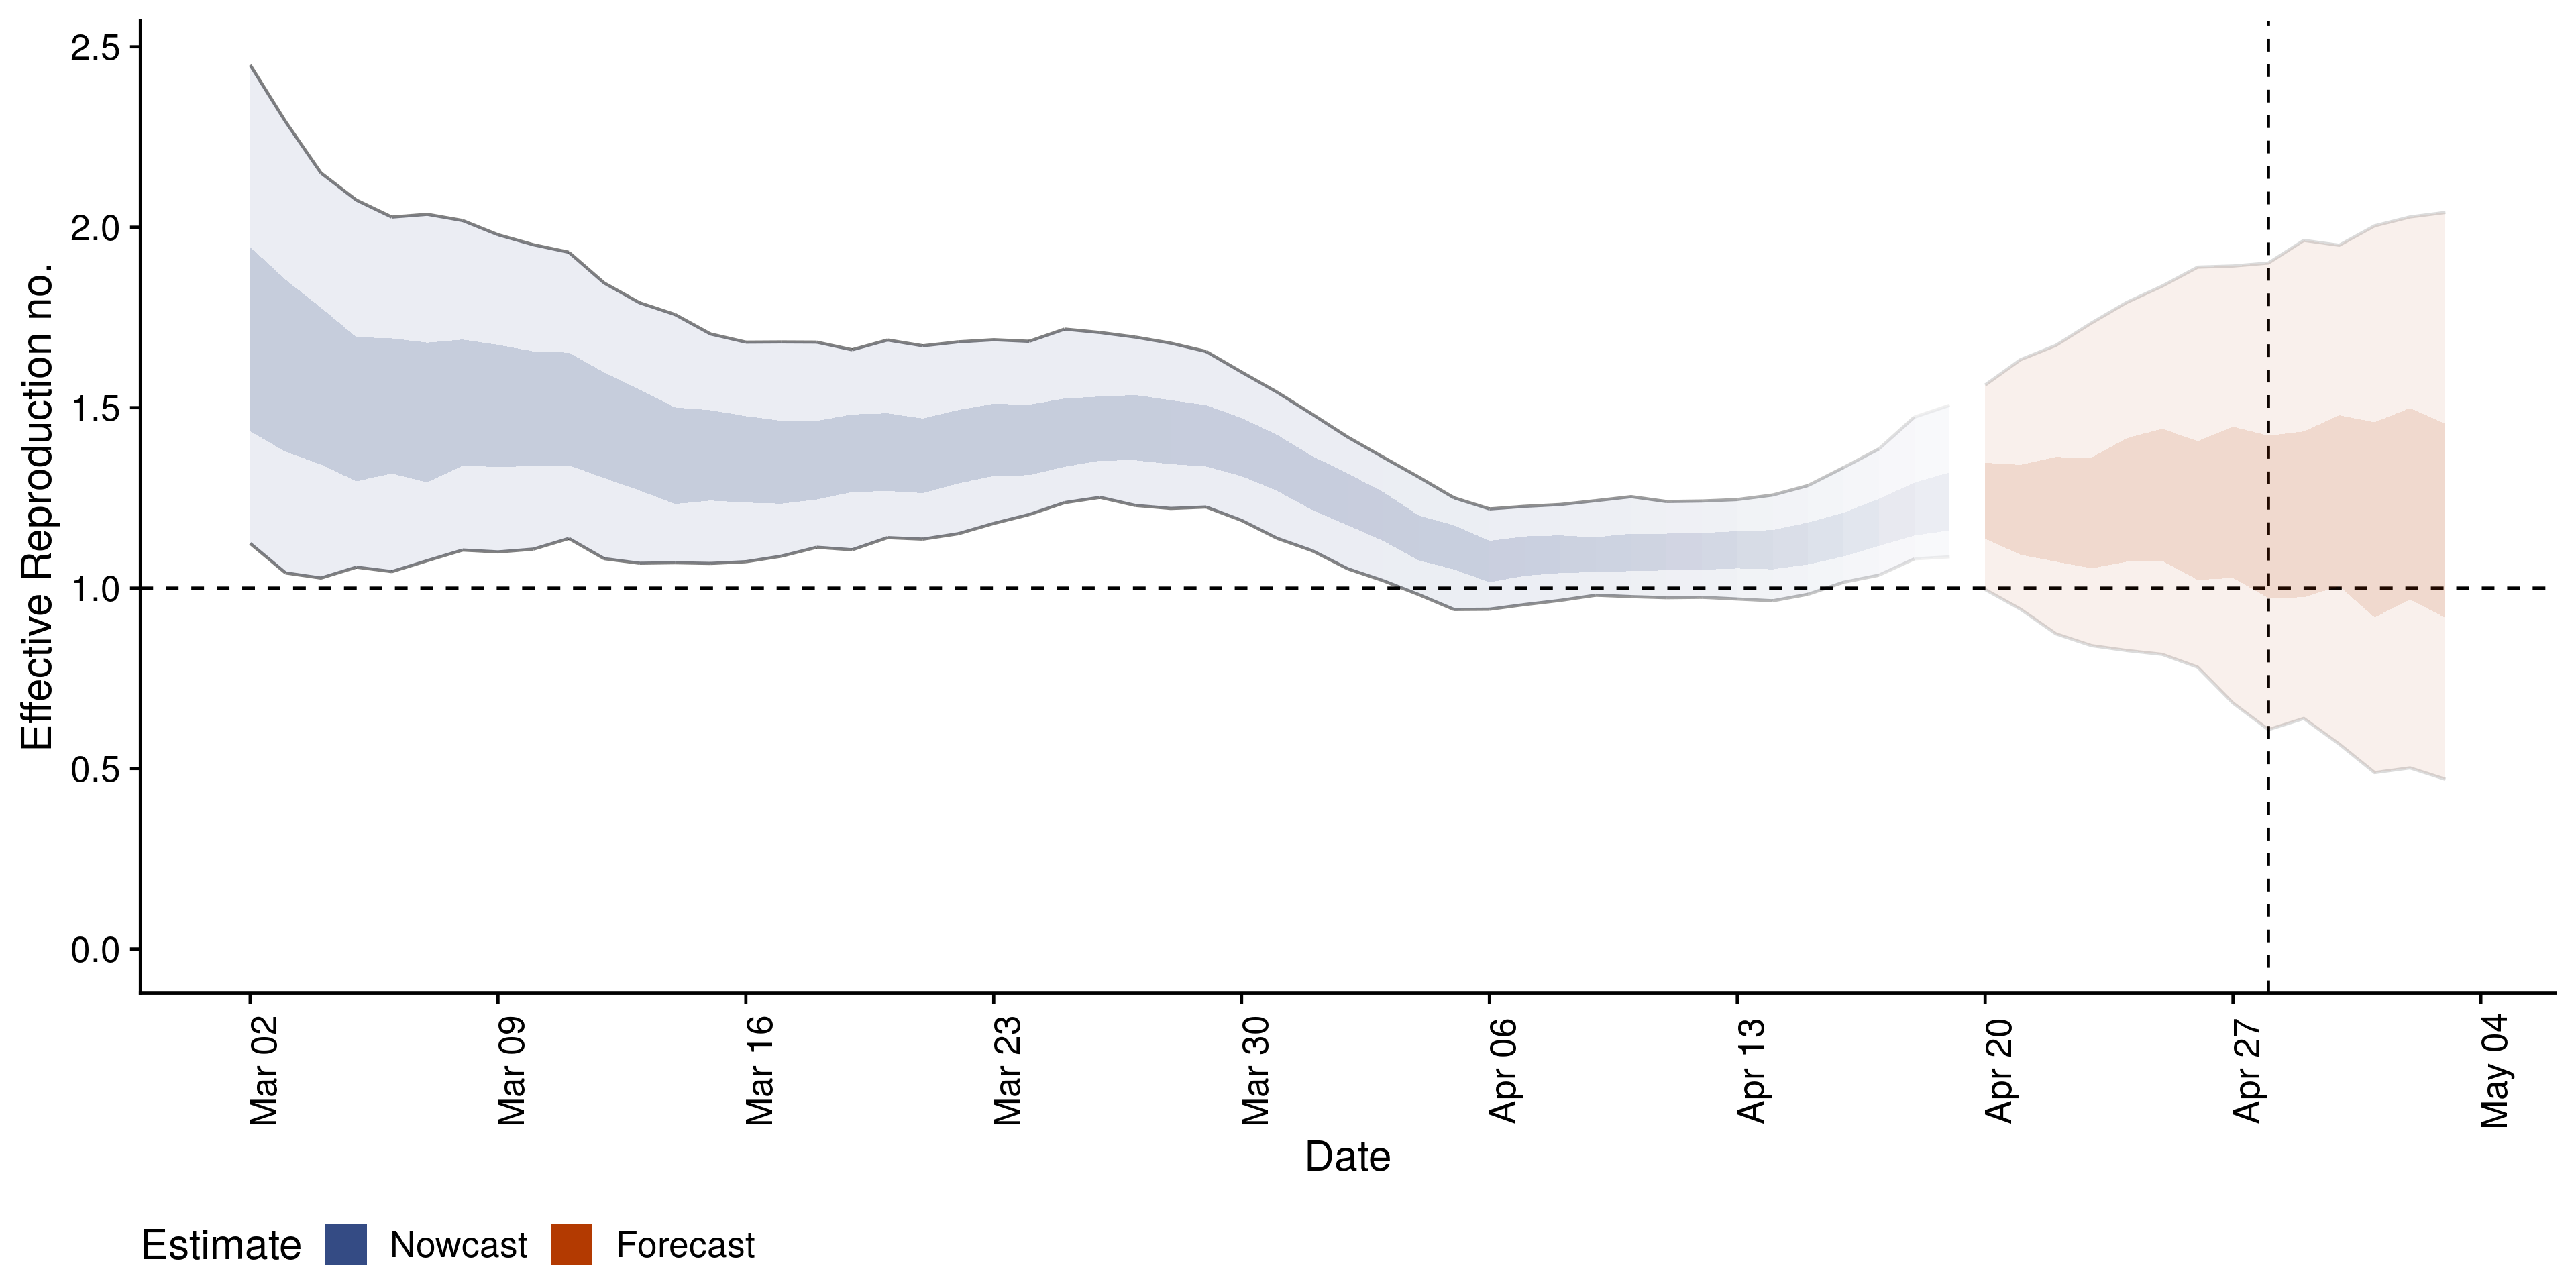 Effective Reproduction no.
2.5
2.0
1.5
1.0
0.5
0.0
Mar 02
Mar 09
Mar 16
Mar 23
Mar 30
Apr 06
Apr 13
Apr 20
Apr 27
May 04
Date
Estimate Nowcast Forecast